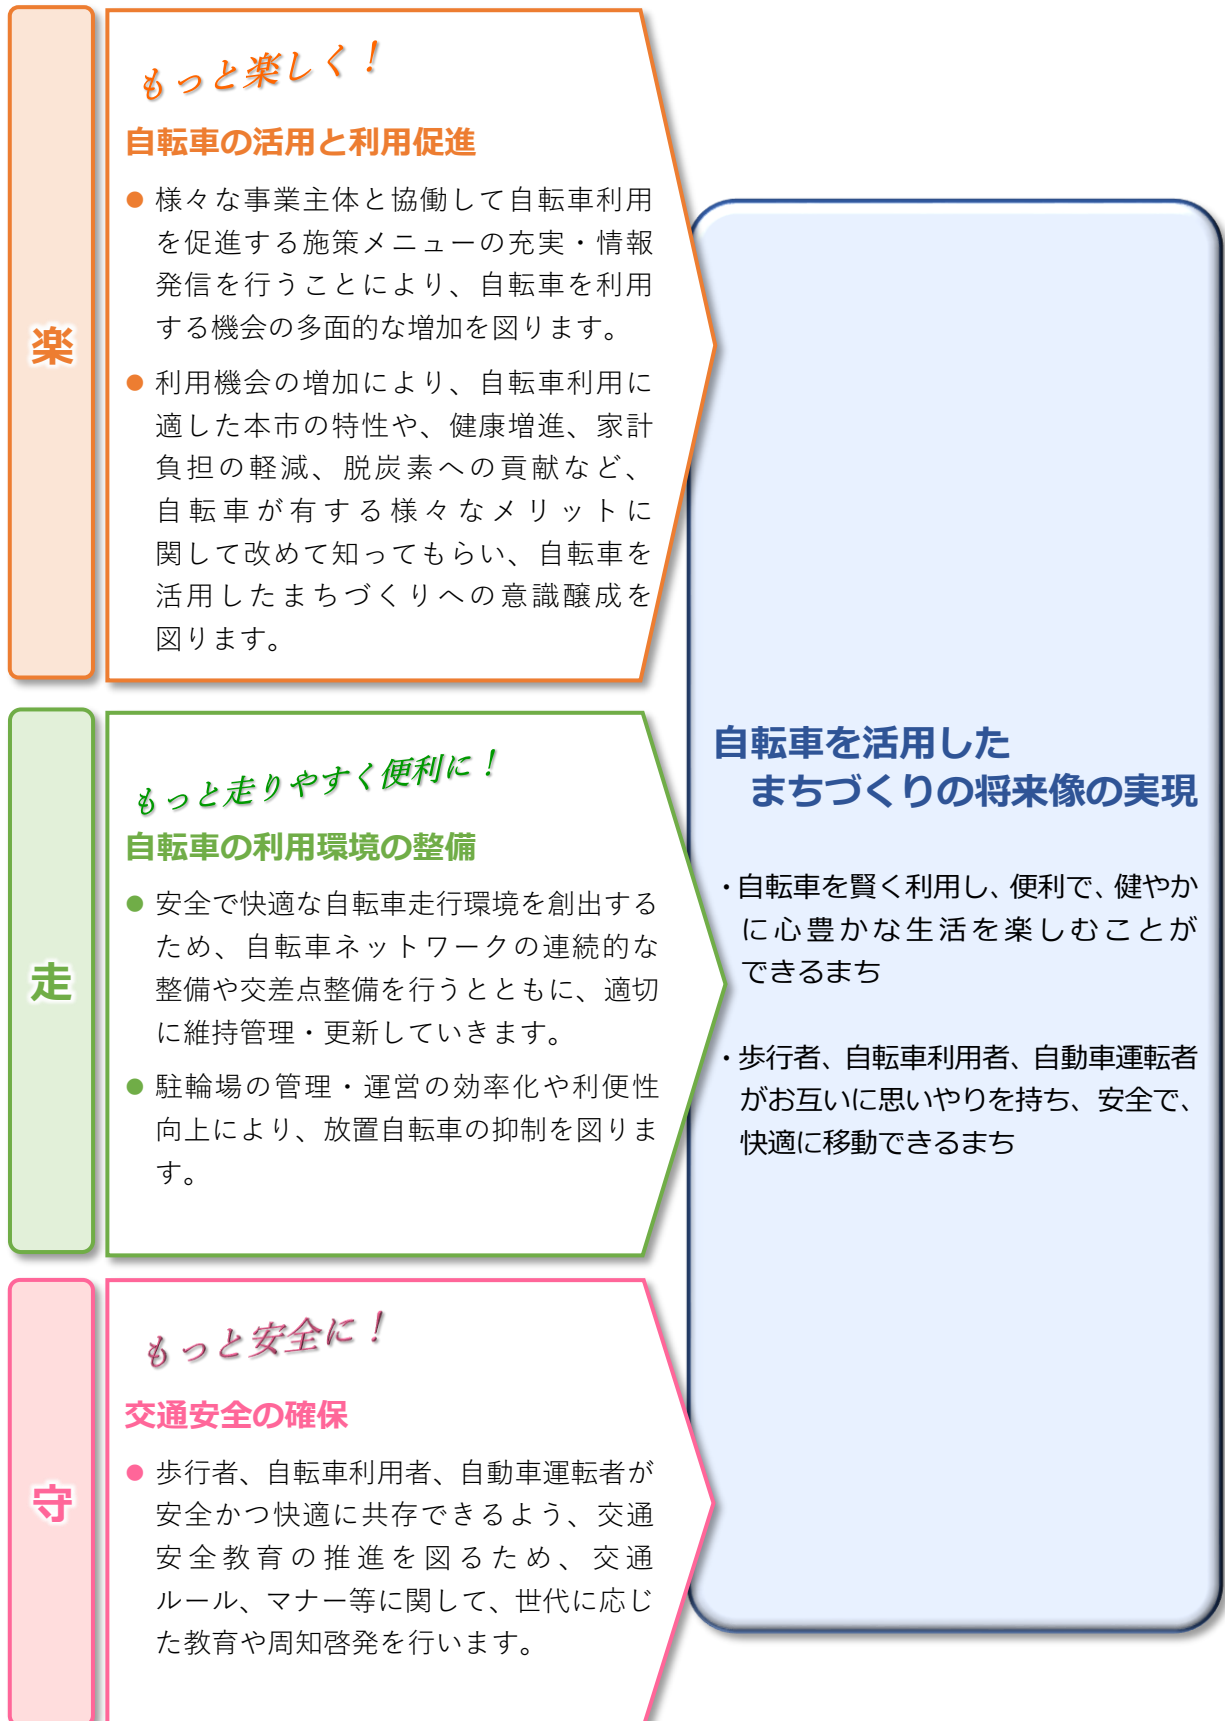 楽
もっと楽しく！
自転車の活用と利用促進
● 様々な事業主体と協働して自転車利用
を促進する施策メニューの充実・情報
発信を行うことにより、自転車を利用
する機会の多面的な増加を図ります。
● 利用機会の増加により、自転車利用に
適した本市の特性や、健康増進、家計
負担の軽減、脱炭素への貢献など、
自転車が有する様々なメリットに
関して改めて知ってもらい、自転車を
活用したまちづくりへの意識醸成を
図ります。
走
もっと走りやすく便利に！
自転車の利用環境の整備
● 安全で快適な自転車走行環境を創出する
ため、自転車ネットワークの連続的な
整備や交差点整備を行うとともに、適切
に維持管理・更新していきます。
● 駐輪場の管理・運営の効率化や利便性
向上により、放置自転車の抑制を図りま
す。
守
もっと安全に！
交通安全の確保
● 歩行者、自転車利用者、自動車運転者が
安全かつ快適に共存できるよう、交通
安全教育の推進を図るため、交通
ルール、マナー等に関して、世代に応じ
た教育や周知啓発を行います。
自転車を活用した
まちづくりの将来像の実現
・自転車を賢く利用し、便利で、健やか
に心豊かな生活を楽しむことが
できるまち
・歩行者、自転車利用者、自動車運転者
がお互いに思いやりを持ち、安全で、
快適に移動できるまち